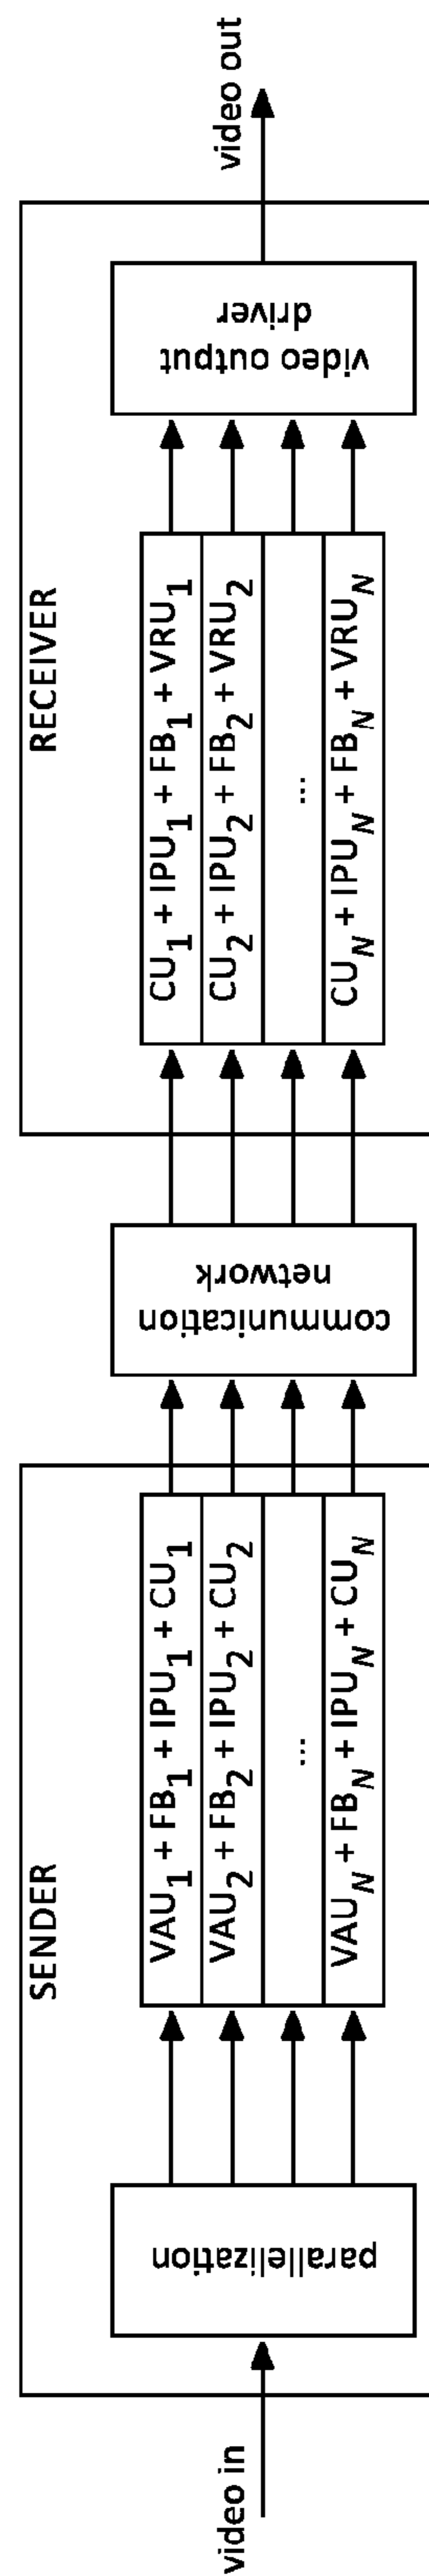 video in
SENDER
parallelization
VAU1 + FB1 + IPU1 + CU1
VAU2 + FB2 + IPU2 + CU2
...
VAUN + FBN + IPUN + CUN
communication
network
RECEIVER
CU1 + IPU1 + FB1 + VRU1
CU2 + IPU2 + FB2 + VRU2
...
CUN + IPUN + FBN + VRUN
video output
driver
video out